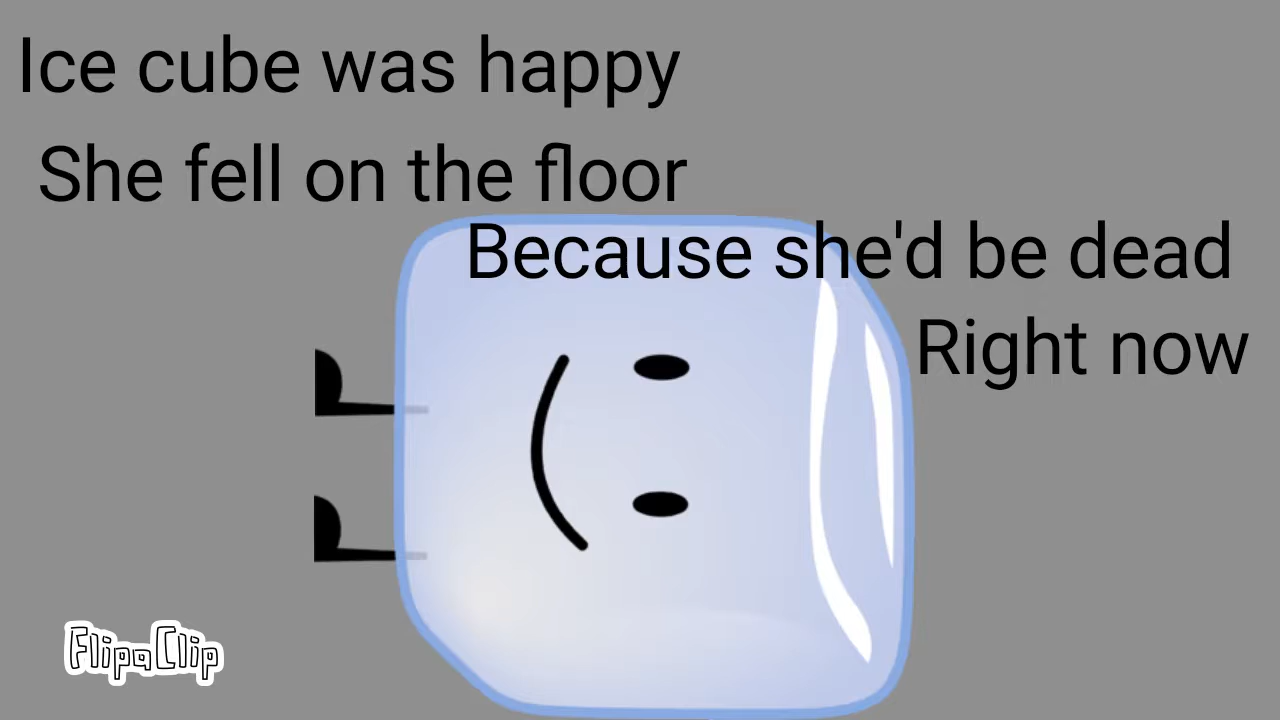 Ice cube was happy
She fell on the floor
Because she'd be dead
Right now
FlipaClip